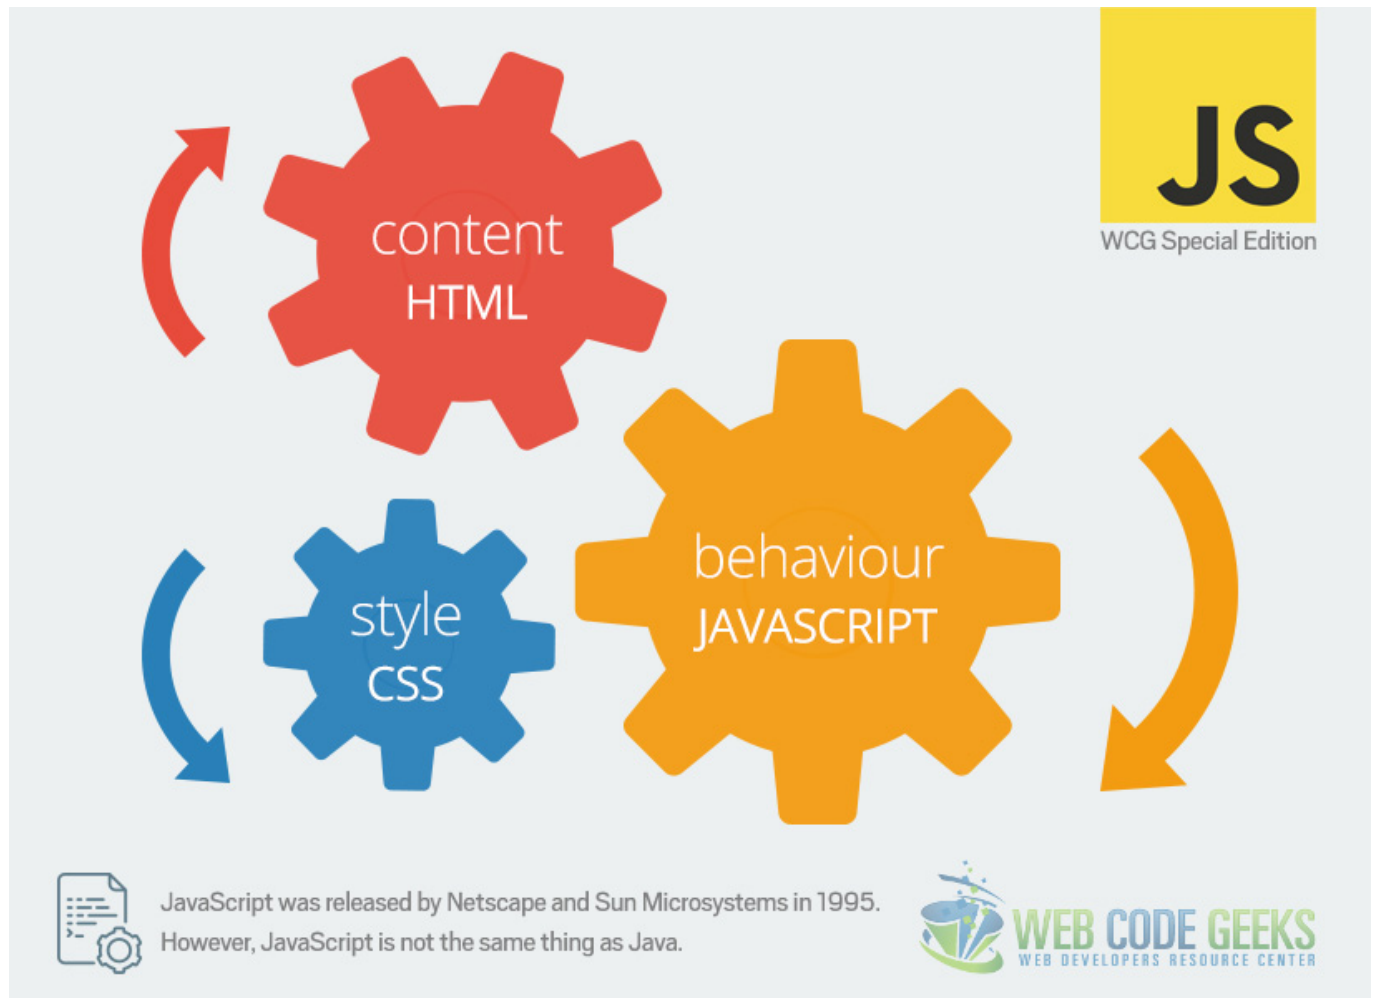 JS
WCG Special Edition
content
HTML
behaviour
JAVASCRIPT
style
CSS
JavaScript was released by Netscape and Sun Microsystems in 1995.
However, JavaScript is not the same thing as Java.
WEB CODE GEEKS
WEB DEVELOPERS RESOURCE CENTER